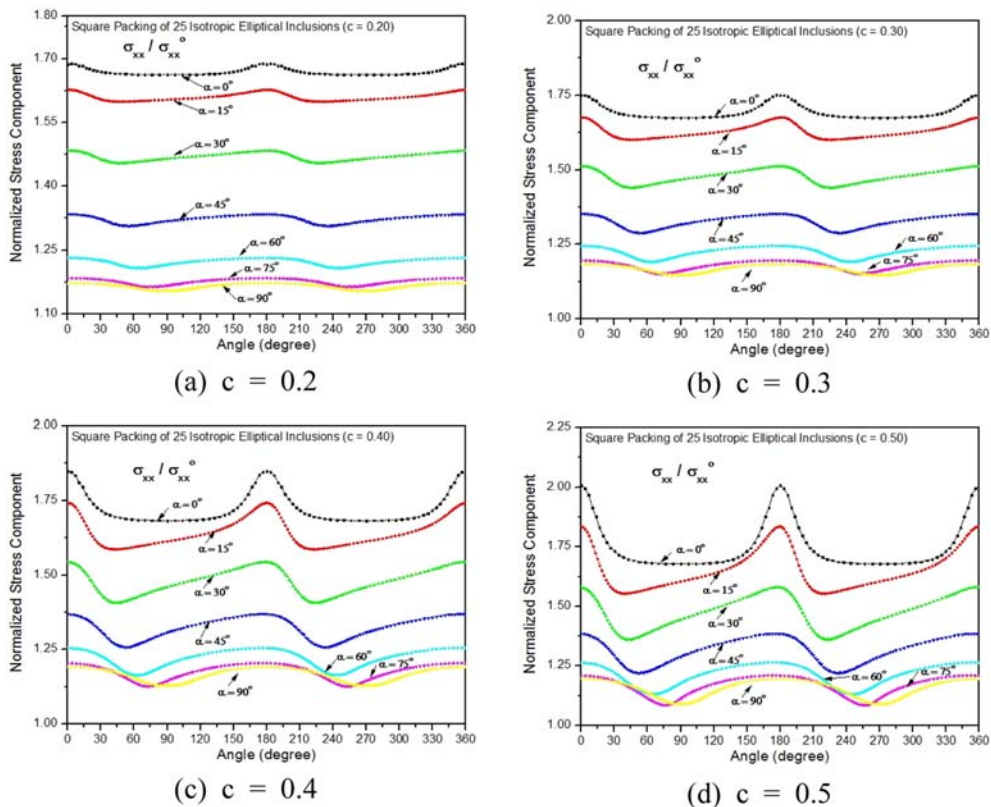 Square Packing of 25 Isotropic Elliptical Inclusions (c = 0.20)
σxx / σxx°
α=0°
α=15°
α=30°
α=45°
α=60°
α=75°
α=90°
1.80
1.70
1.55
1.40
1.25
1.10
Normalized Stress Component
0 30 60 90 120 150 180 210 240 270 300 330 360
Angle (degree)
(a) c = 0.2
Square Packing of 25 Isotropic Elliptical Inclusions (c = 0.30)
σxx / σxx°
α=0°
α=15°
α=30°
α=45°
α=60°
α=75°
α=90°
2.00
1.75
1.50
1.25
1.00
Normalized Stress Component
0 30 60 90 120 150 180 210 240 270 300 330 360
Angle (degree)
(b) c = 0.3
Square Packing of 25 Isotropic Elliptical Inclusions (c = 0.40)
σxx / σxx°
α=0°
α=15°
α=30°
α=45°
α=60°
α=75°
α=90°
2.00
1.75
1.50
1.25
1.00
Normalized Stress Component
0 30 60 90 120 150 180 210 240 270 300 330 360
Angle (degree)
(c) c = 0.4
Square Packing of 25 Isotropic Elliptical Inclusions (c = 0.50)
σxx / σxx°
α=0°
α=15°
α=30°
α=45°
α=60°
α=75°
α=90°
2.25
2.00
1.75
1.50
1.25
1.00
Normalized Stress Component
0 30 60 90 120 150 180 210 240 270 300 330 360
Angle (degree)
(d) c = 0.5